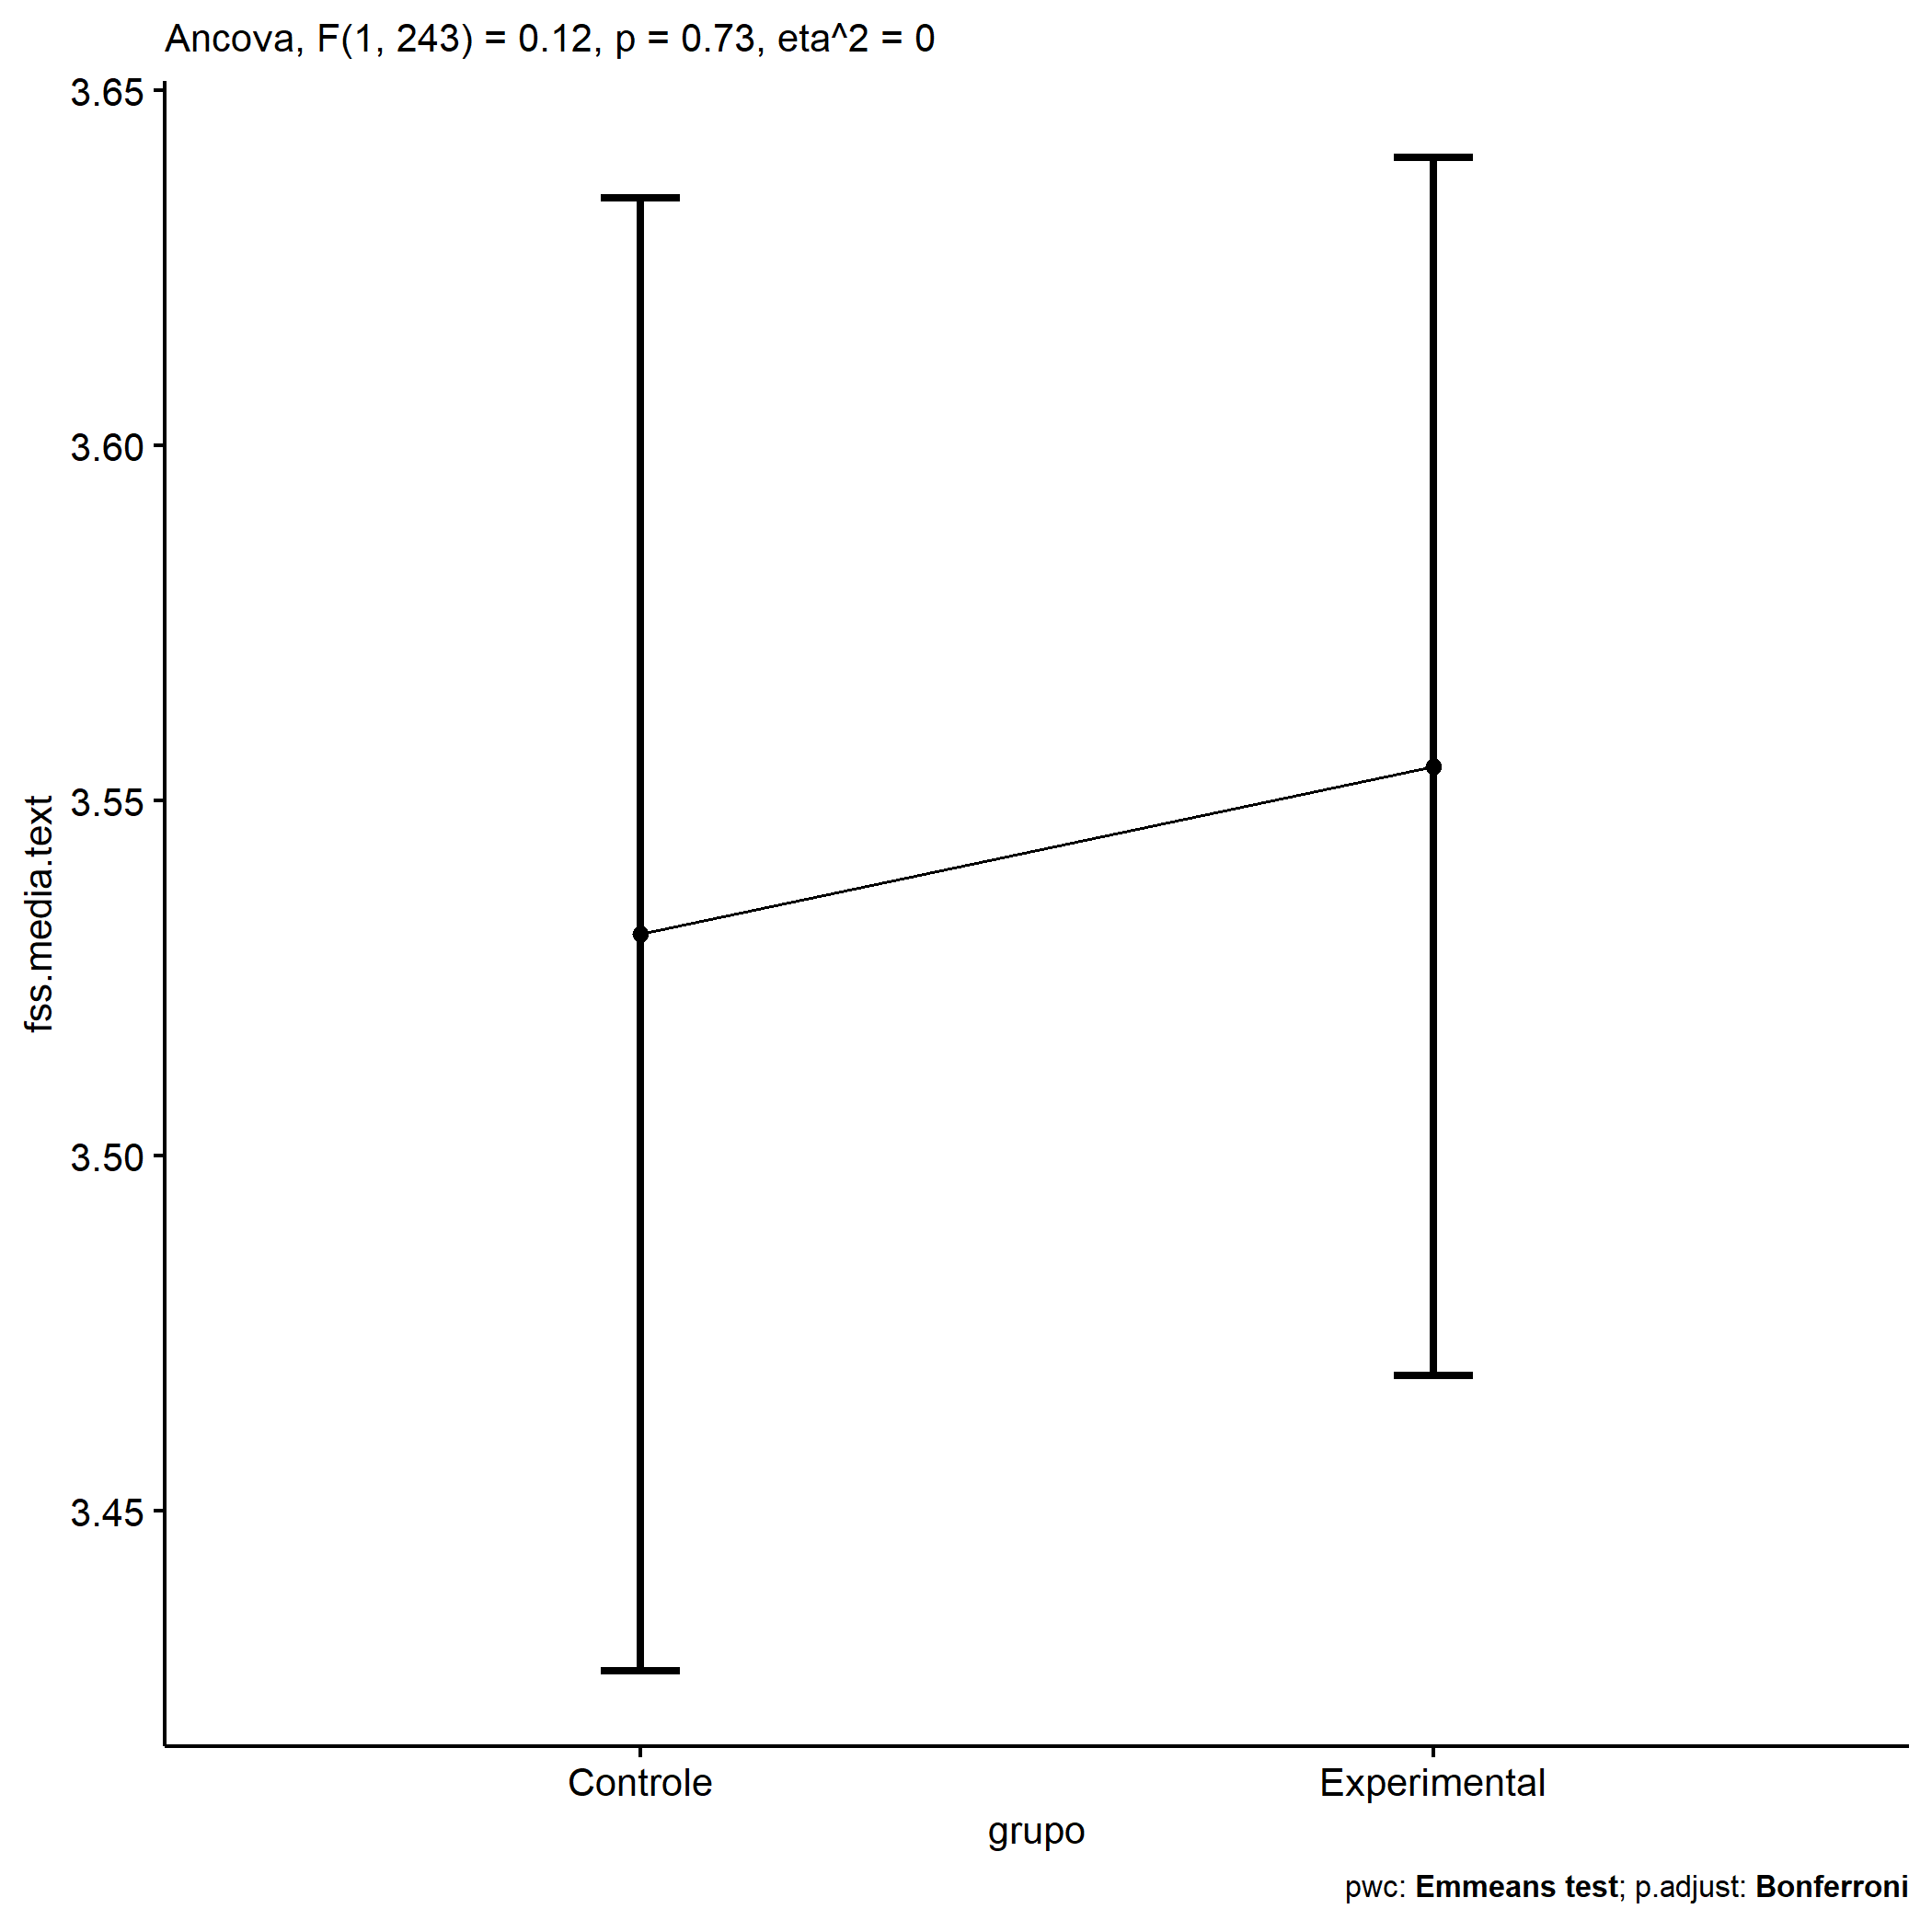 Ancova, F(1, 243) = 0.12, p = 0.73, eta^2 = 0
3.65
3.60
3.55
3.50
3.45
fss.media.text
Controle
Experimental
grupo
pwc: Emmeans test; p.adjust: Bonferroni